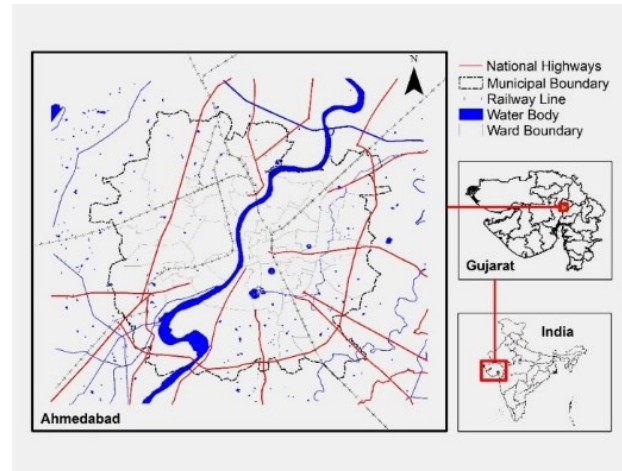 N
National Highways
Municipal Boundary
Railway Line
Water Body
Ward Boundary
Gujarat
India
Ahmedabad